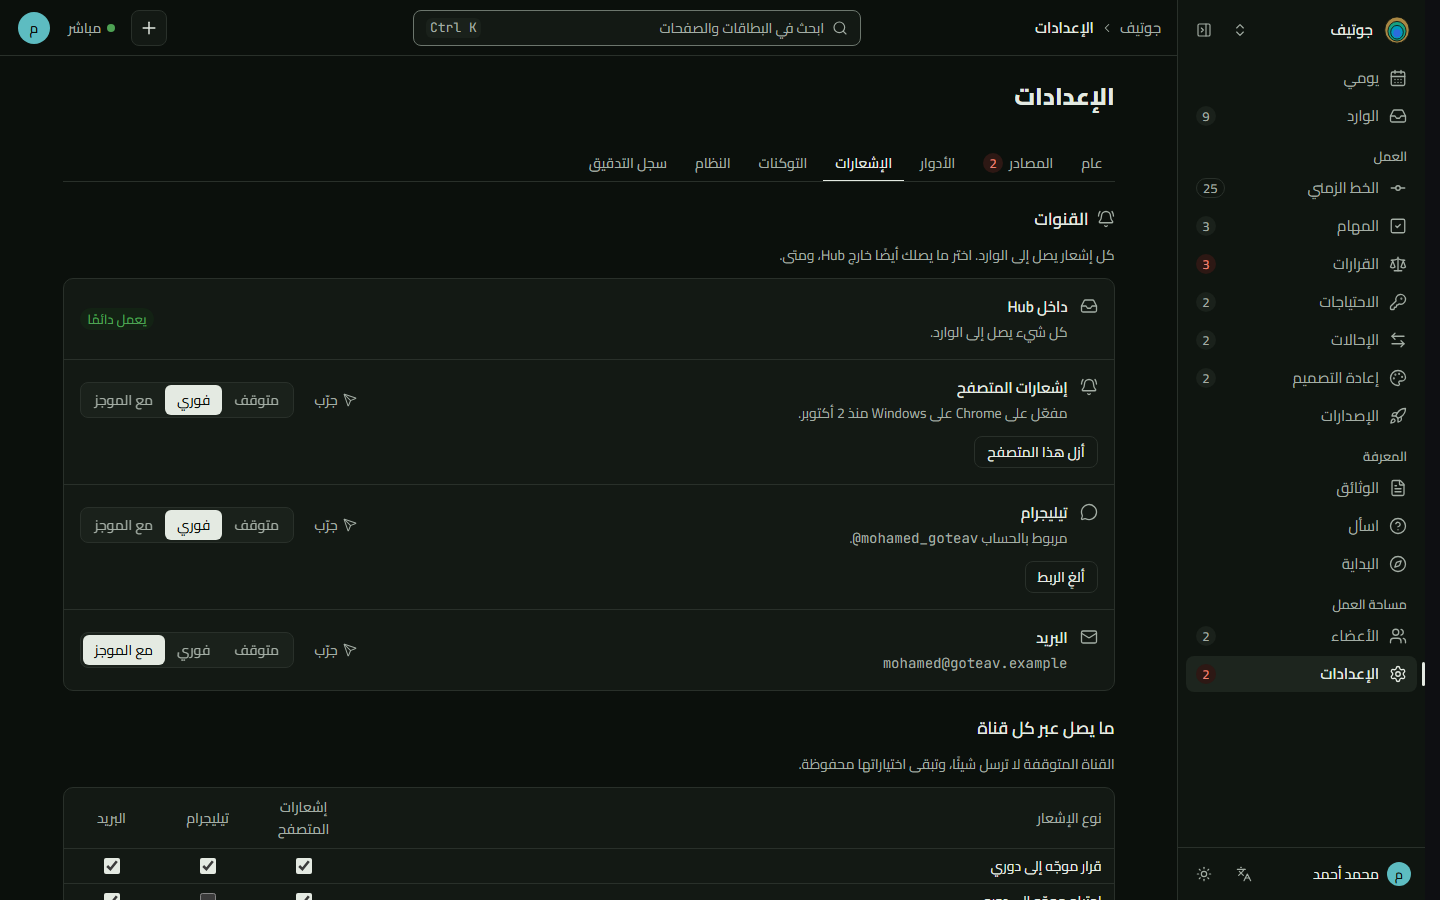 جوتيف
يومي
الوارد 9
العمل
الخط الزمني 25
المهام 3
القرارات 3
الاحتياجات 2
الإحالات 2
إعادة التصميم 2
الإصدارات
المعرفة
الوثائق
اسأل
البداية
مساحة العمل
الأعضاء 2
الإعدادات 2
محمد أحمد م
جوتيف الإعدادات
ابحث في البطاقات والصفحات Ctrl K
مباشر م
الإعدادات
عام المصادر 2 الأدوار الإشعارات التوكنات النظام سجل التدقيق
القنوات
كل إشعار يصل إلى الوارد. اختر ما يصلك أيضًا خارج Hub، ومتى.
داخل Hub
كل شيء يصل إلى الوارد.
يعمل دائمًا
إشعارات المتصفح
مفعّل على Chrome على Windows منذ 2 أكتوبر.
أزل هذا المتصفح
جرّب متوقف فوري مع الموجز
تيليجرام
مربوط بالحساب @mohamed_goteav.
ألغِ الربط
جرّب متوقف فوري مع الموجز
البريد
mohamed@goteav.example
جرّب متوقف فوري مع الموجز
ما يصل عبر كل قناة
القناة المتوقفة لا ترسل شيئًا، وتبقى اختياراتها محفوظة.
نوع الإشعار إشعارات المتصفح تيليجرام البريد
قرار موجّه إلى دوري